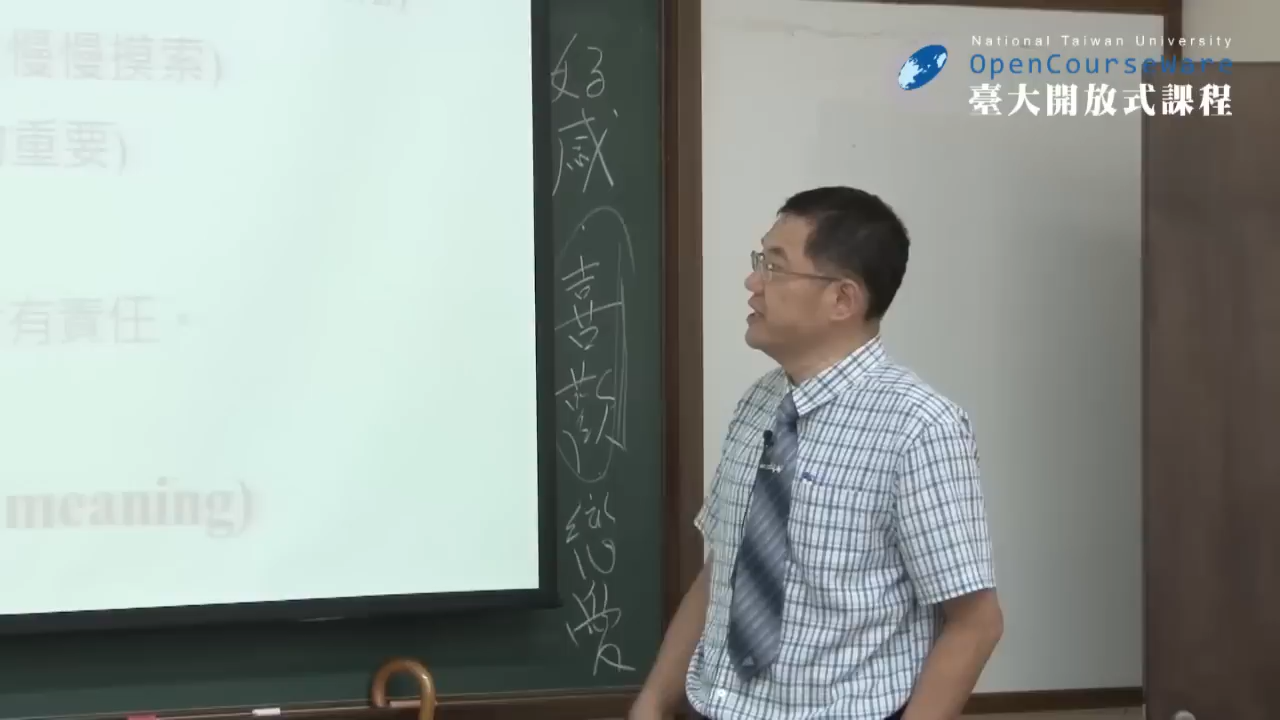 慢慢摸索)
的重要)
有責任。
meaning)
好感
喜歡
戀愛
National Taiwan University
OpenCourseWare
臺大開放式課程